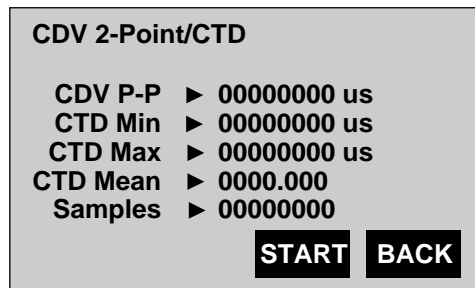 CDV 2-Point/CTD
CDV P-P ► 00000000 us
CTD Min ► 00000000 us
CTD Max ► 00000000 us
CTD Mean ► 0000.000
Samples ► 00000000
START BACK